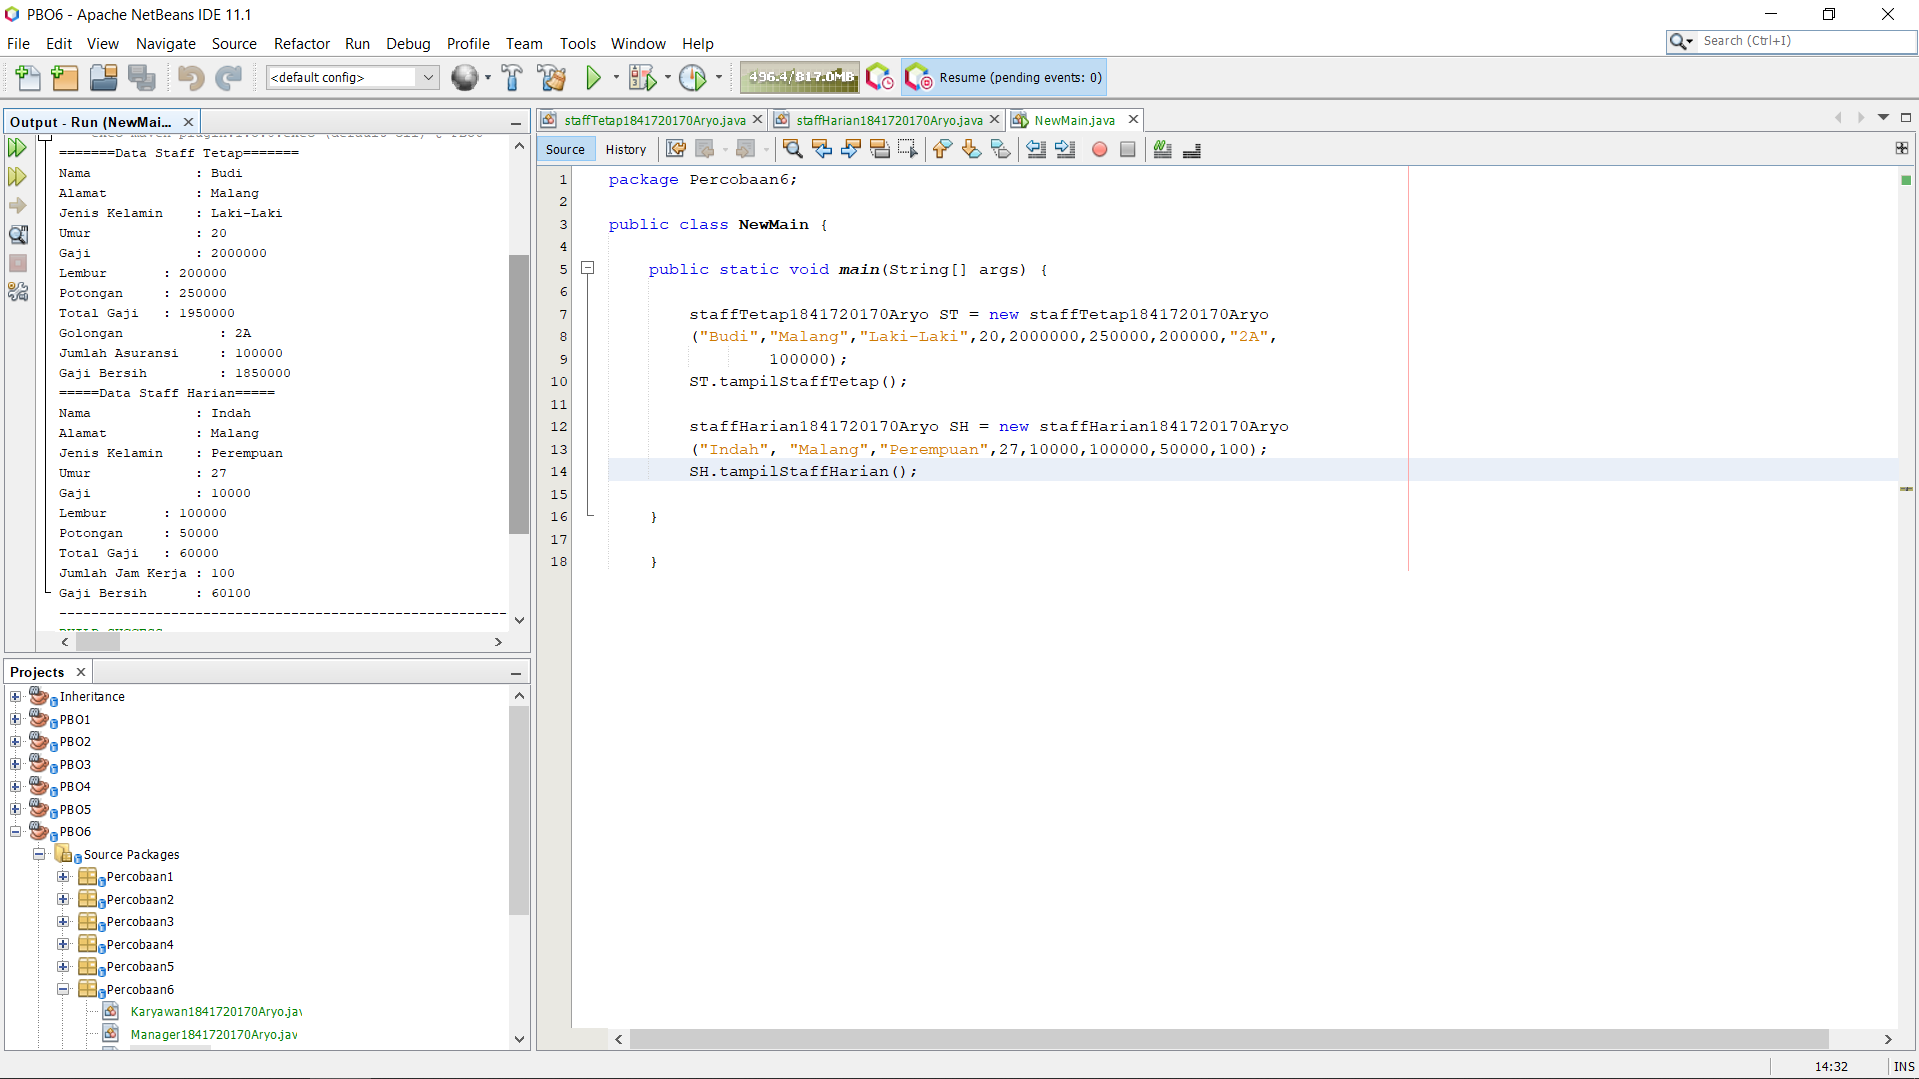 PBO6 - Apache NetBeans IDE 11.1
File Edit View Navigate Source Refactor Run Debug Profile Team Tools Window Help
Search (Ctrl+I)
<default config>
496.4/817.0MB
Resume (pending events: 0)
Output - Run (NewMai...
=======Data Staff Tetap=======
Nama : Budi
Alamat : Malang
Jenis Kelamin : Laki-Laki
Umur : 20
Gaji : 2000000
Lembur : 200000
Potongan : 250000
Total Gaji : 1950000
Golongan : 2A
Jumlah Asuransi : 100000
Gaji Bersih : 1850000
=====Data Staff Harian=====
Nama : Indah
Alamat : Malang
Jenis Kelamin : Perempuan
Umur : 27
Gaji : 10000
Lembur : 100000
Potongan : 50000
Total Gaji : 60000
Jumlah Jam Kerja : 100
Gaji Bersih : 60100
BUILD SUCCESS
Projects
Inheritance
PBO1
PBO2
PBO3
PBO4
PBO5
PBO6
Source Packages
Percobaan1
Percobaan2
Percobaan3
Percobaan4
Percobaan5
Percobaan6
Karyawan1841720170Aryo.jav
Manager1841720170Aryo.jav
staffTetap1841720170Aryo.java staffHarian1841720170Aryo.java NewMain.java
Source History
1 package Percobaan6;
2
3 public class NewMain {
4
5 public static void main(String[] args) {
6
7 staffTetap1841720170Aryo ST = new staffTetap1841720170Aryo
8 ("Budi","Malang","Laki-Laki",20,2000000,250000,200000,"2A",
9 100000);
10 ST.tampilStaffTetap();
11
12 staffHarian1841720170Aryo SH = new staffHarian1841720170Aryo
13 ("Indah", "Malang","Perempuan",27,10000,100000,50000,100);
14 SH.tampilStaffHarian();
15
16 }
17
18 }
14:32 INS